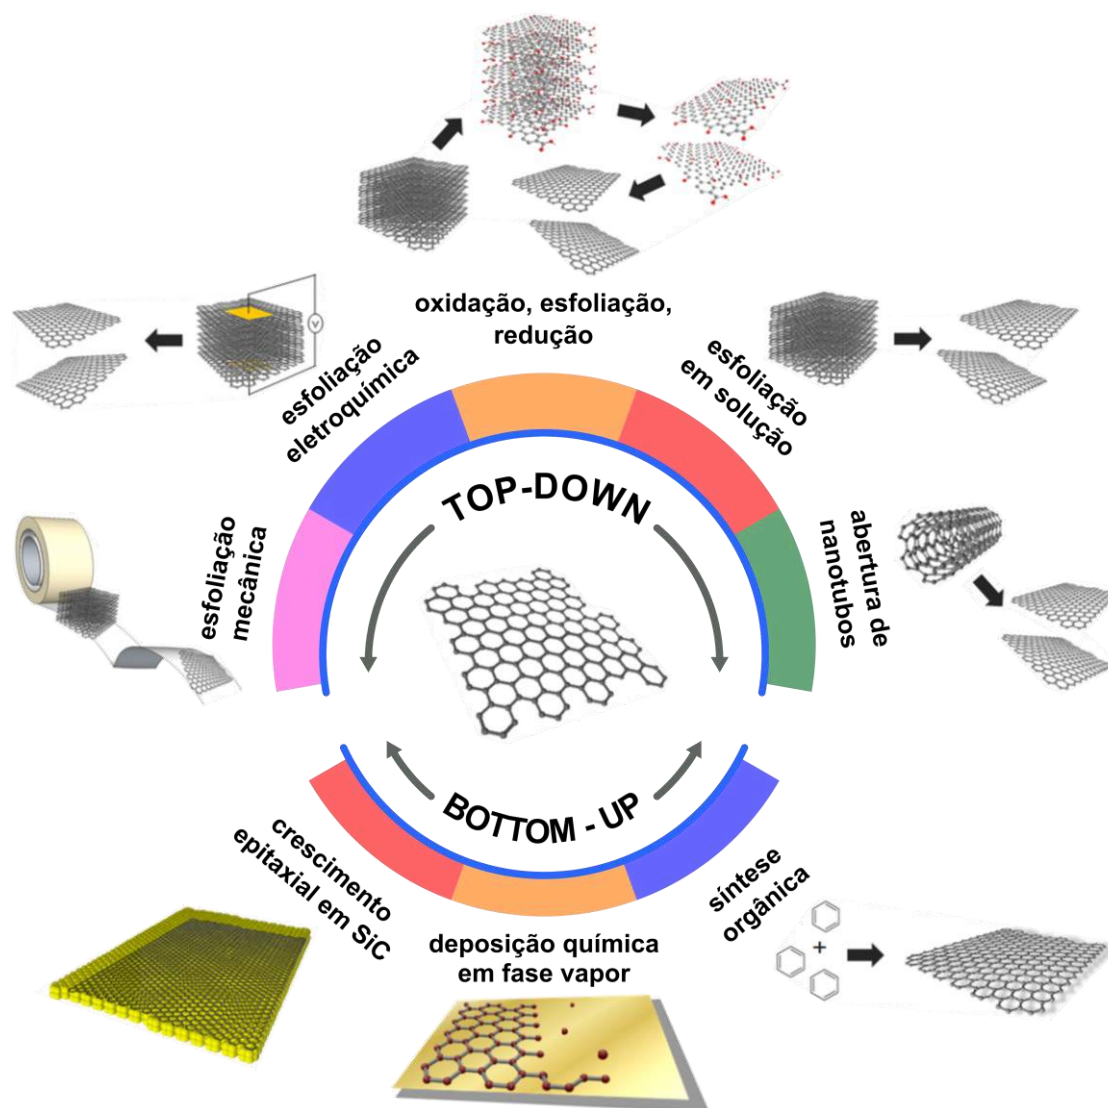 oxidação, esfoliação,
redução
esfoliação
eletroquímica
esfoliação
em solução
V
TOP-DOWN
esfoliação
mecânica
abertura de
nanotubos
BOTTOM - UP
crescimento
epitaxial em SiC
síntese
orgânica
deposição química
em fase vapor
+